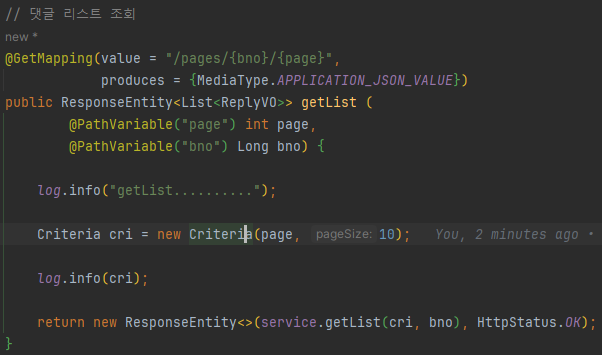 // 댓글 리스트 조회
new *
@GetMapping(value = "/pages/{bno}/{page}",
produces = {MediaType.APPLICATION_JSON_VALUE})
public ResponseEntity<List<ReplyVO>> getList (
@PathVariable("page") int page,
@PathVariable("bno") Long bno) {
log.info("getList..........");
Criteria cri = new Criteria(page, pageSize: 10); You, 2 minutes ago •
log.info(cri);
return new ResponseEntity<>(service.getList(cri, bno), HttpStatus.OK);
}